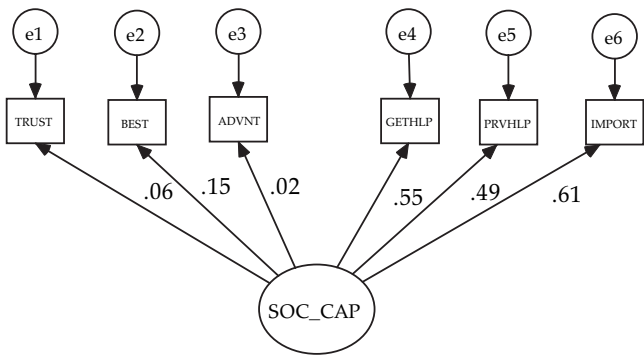 e1 e2 e3 e4 e5 e6
TRUST BEST ADVNT GETHLP PRVHLP IMPORT
.06 .15 .02 .55 .49 .61
SOC_CAP